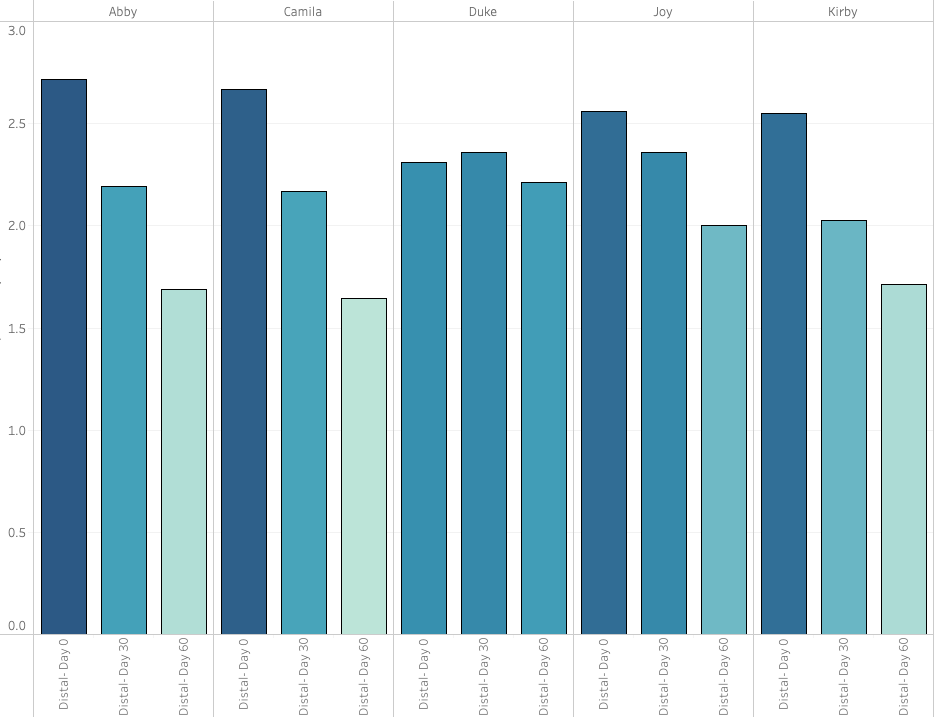 Abby Camila Duke Joy Kirby
3.0
2.5
2.0
1.5
1.0
0.5
0.0
Distal- Day 0
Distal- Day 30
Distal- Day 60
Distal- Day 0
Distal- Day 30
Distal- Day 60
Distal- Day 0
Distal- Day 30
Distal- Day 60
Distal- Day 0
Distal- Day 30
Distal- Day 60
Distal- Day 0
Distal- Day 30
Distal- Day 60